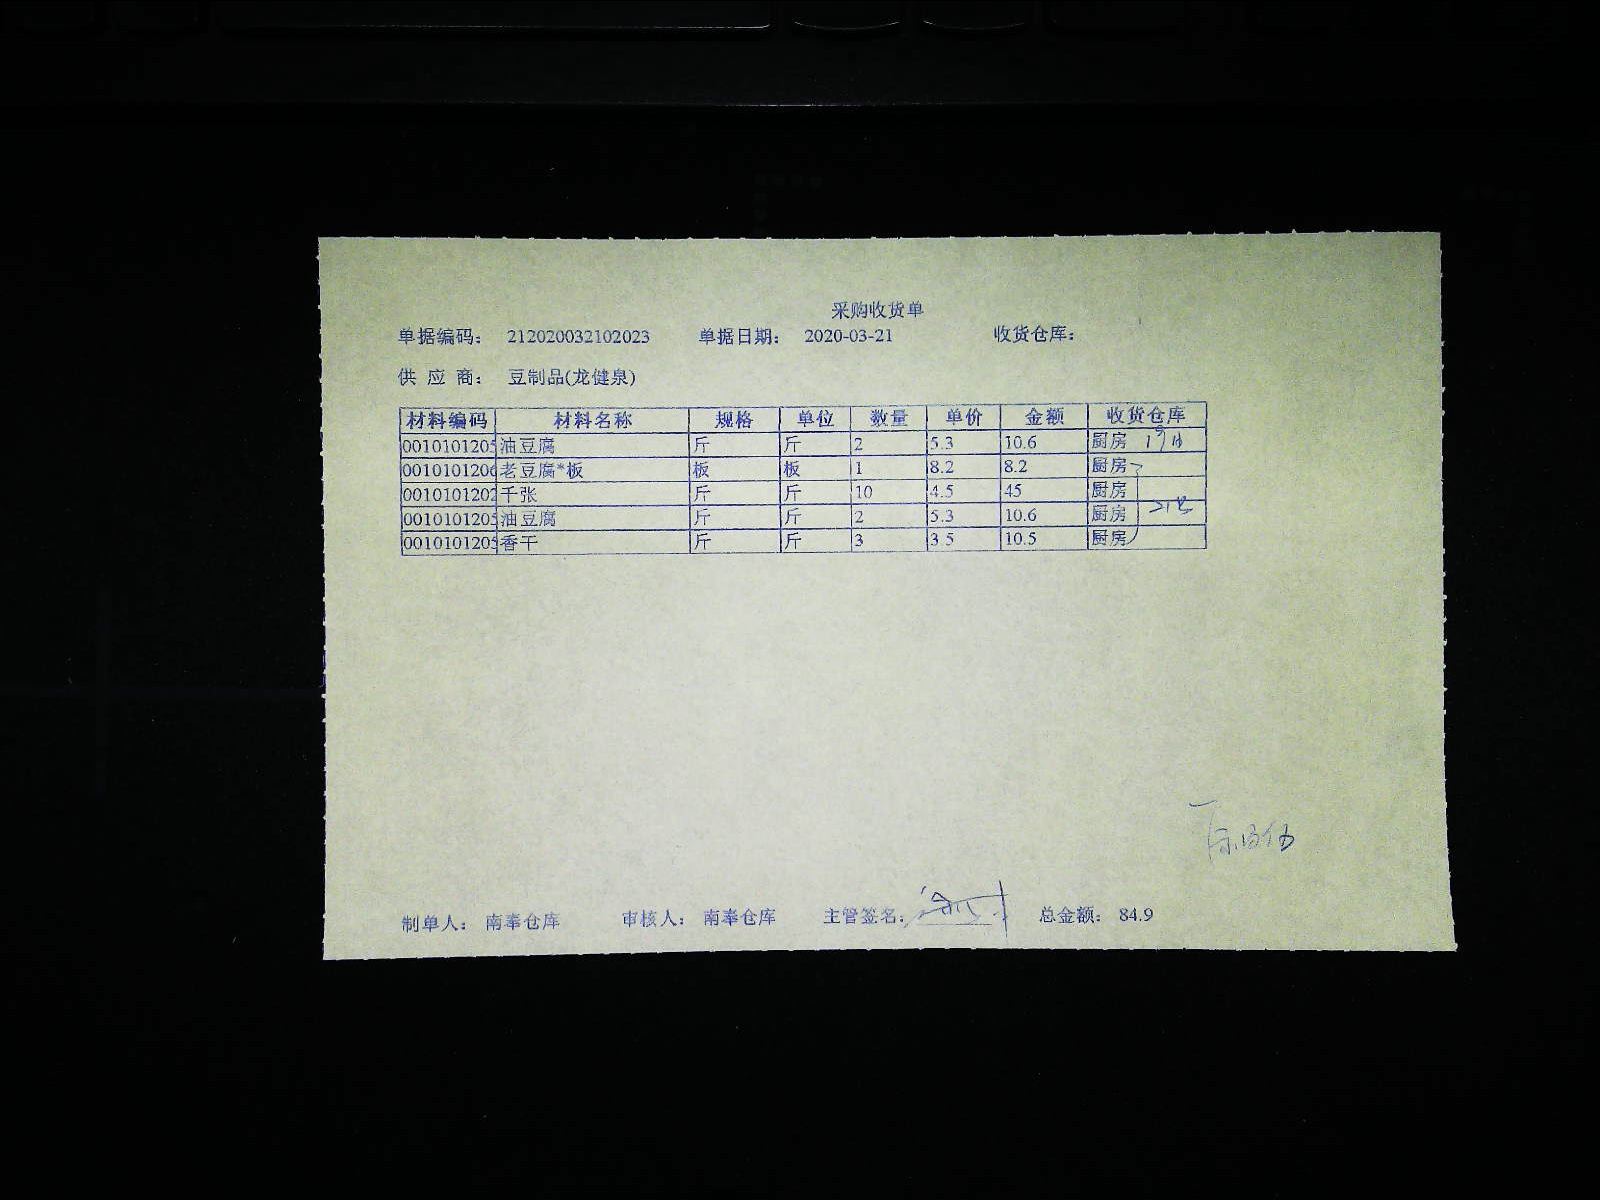 采购收货单
单据编码： 212020032102023 单据日期： 2020-03-21 收货仓库：
供 应 商： 豆制品(龙健泉)
材料编码 材料名称 规格 单位 数量 单价 金额 收货仓库
0010101205 油豆腐 斤 斤 2 5.3 10.6 厨房
0010101206 老豆腐*板 板 板 1 8.2 8.2 厨房
0010101202 千张 斤 斤 10 4.5 45 厨房
0010101205 油豆腐 斤 斤 2 5.3 10.6 厨房
0010101205 香干 斤 斤 3 3.5 10.5 厨房
制单人： 南奉仓库 审核人： 南奉仓库 主管签名： 总金额： 84.9